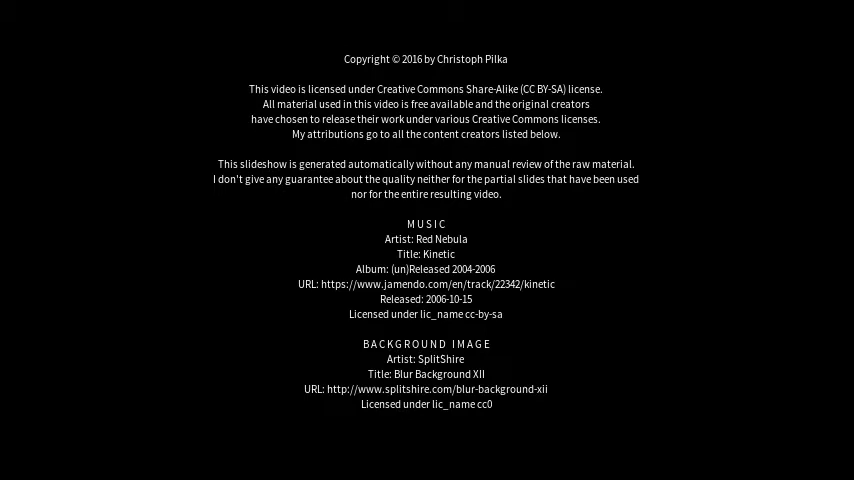 Copyright © 2016 by Christoph Pilka
This video is licensed under Creative Commons Share-Alike (CC BY-SA) license.
All material used in this video is free available and the original creators
have chosen to release their work under various Creative Commons licenses.
My attributions go to all the content creators listed below.
This slideshow is generated automatically without any manual review of the raw material.
I don't give any guarantee about the quality neither for the partial slides that have been used
nor for the entire resulting video.
MUSIC
Artist: Red Nebula
Title: Kinetic
Album: (un)Released 2004-2006
URL: https://www.jamendo.com/en/track/22342/kinetic
Released: 2006-10-15
Licensed under lic_name cc-by-sa
BACKGROUND IMAGE
Artist: SplitShire
Title: Blur Background XII
URL: http://www.splitshire.com/blur-background-xii
Licensed under lic_name cc0